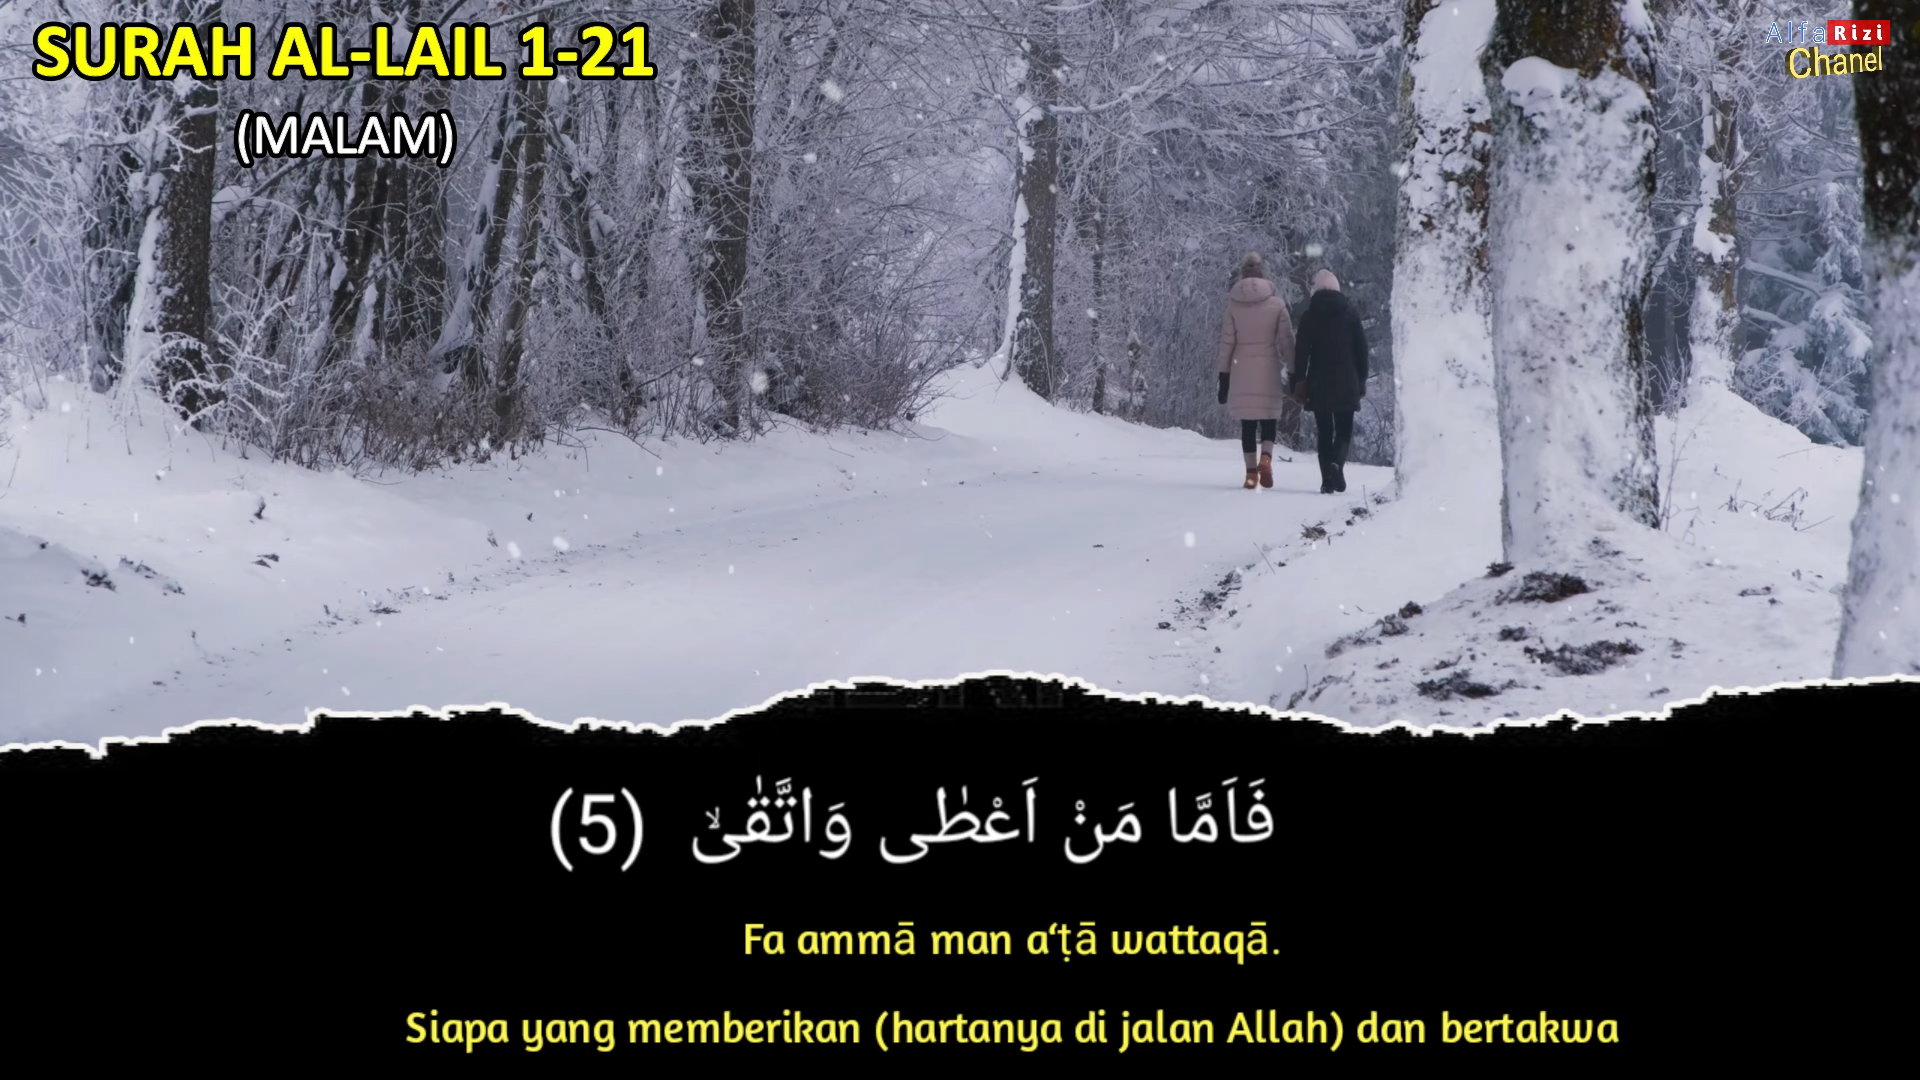 SURAH AL-LAIL 1-21
(MALAM)
Alfa Rizi
Chanel
فَاَمَّا مَنْ اَعْطٰى وَاتَّقٰىۙ (5)
Fa ammā man a‘ṭā wattaqā.
Siapa yang memberikan (hartanya di jalan Allah) dan bertakwa